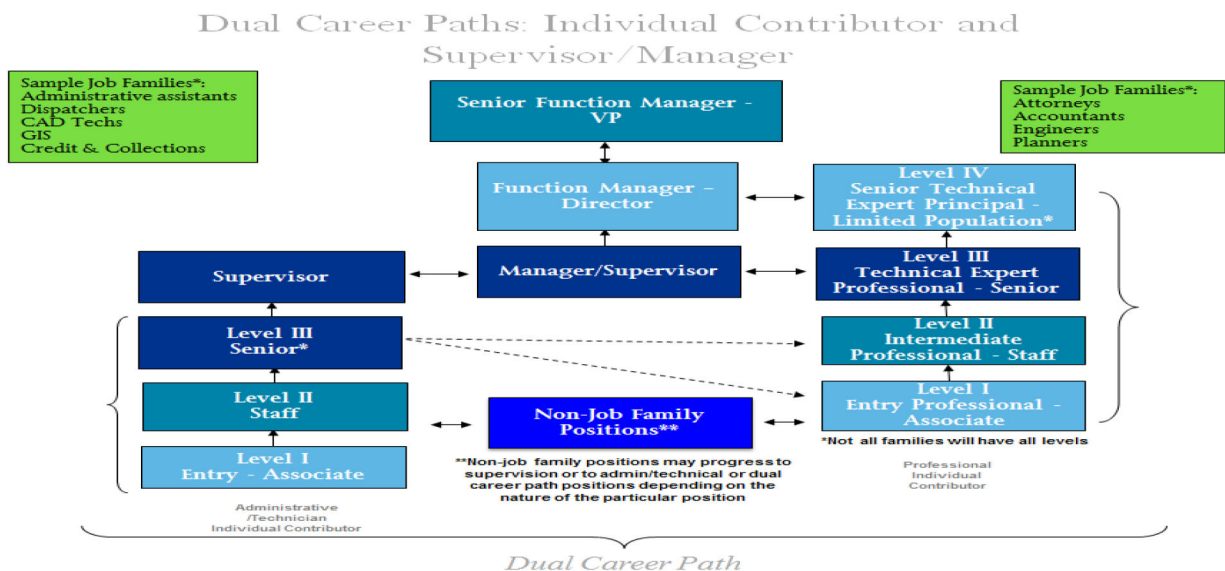 Dual Career Paths: Individual Contributor and
Supervisor/Manager
Sample Job Families*:
Administrative assistants
Dispatchers
CAD Techs
GIS
Credit & Collections
Senior Function Manager -
VP
Sample Job Families*:
Attorneys
Accountants
Engineers
Planners
Function Manager –
Director
Level IV
Senior Technical
Expert Principal -
Limited Population*
Supervisor
Manager/Supervisor
Level III
Technical Expert
Professional - Senior
Level III
Senior*
Level II
Intermediate
Professional - Staff
Level II
Staff
Non-Job Family
Positions**
Level I
Entry Professional -
Associate
*Not all families will have all levels
Level I
Entry - Associate
**Non-job family positions may progress to
supervision or to admin/technical or dual
career path positions depending on the
nature of the particular position
Professional
Individual
Contributor
Administrative
/Technician
Individual Contributor
Dual Career Path